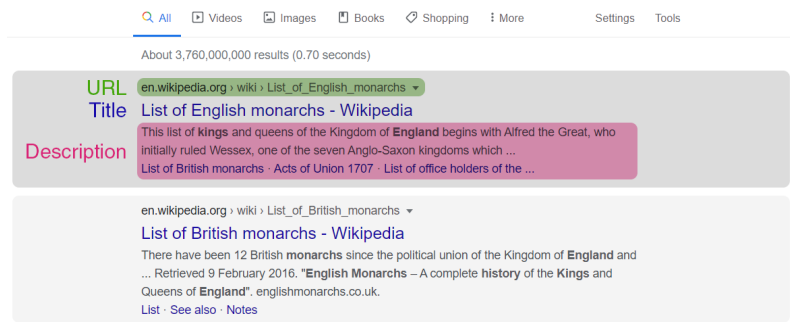 All Videos Images Books Shopping More Settings Tools
About 3,760,000,000 results (0.70 seconds)
URL en.wikipedia.org › wiki › List_of_English_monarchs
Title List of English monarchs - Wikipedia
This list of kings and queens of the Kingdom of England begins with Alfred the Great, who
Description initially ruled Wessex, one of the seven Anglo-Saxon kingdoms which ...
List of British monarchs · Acts of Union 1707 · List of office holders of the ...
en.wikipedia.org › wiki › List_of_British_monarchs
List of British monarchs - Wikipedia
There have been 12 British monarchs since the political union of the Kingdom of England and
... Retrieved 9 February 2016. "English Monarchs – A complete history of the Kings and
Queens of England". englishmonarchs.co.uk.
List · See also · Notes